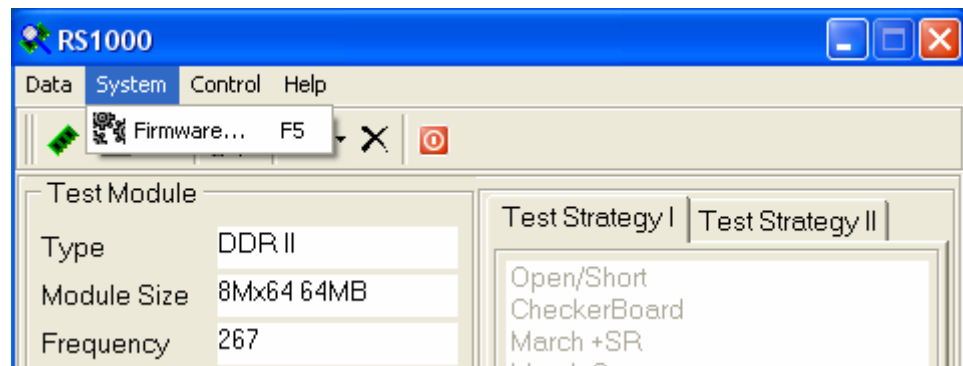 RS1000
Data System Control Help
Firmware... F5
Test Module
Type DDR II
Module Size 8Mx64 64MB
Frequency 267
Test Strategy I Test Strategy II
Open/Short
CheckerBoard
March +SR